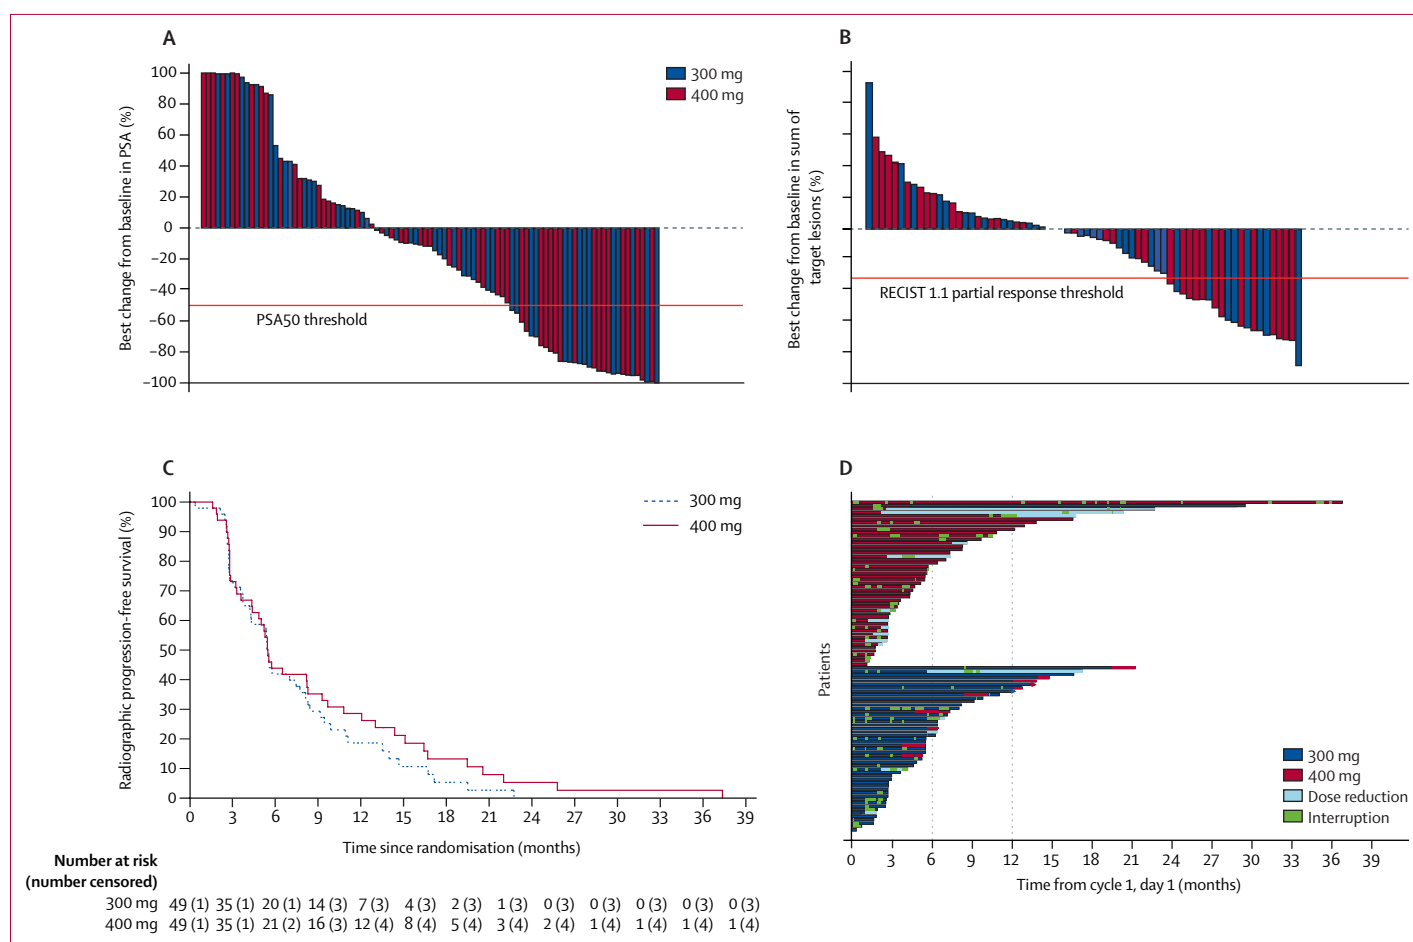 A
Best change from baseline in PSA (%)
100
80
60
40
20
0
−20
−40
−60
−80
−100
300 mg
400 mg
PSA50 threshold
B
Best change from baseline in sum of
target lesions (%)
RECIST 1.1 partial response threshold
C
Radiographic progression-free survival (%)
100
90
80
70
60
50
40
30
20
10
0
300 mg
400 mg
0 3 6 9 12 15 18 21 24 27 30 33 36 39
Time since randomisation (months)
Number at risk
(number censored)
300 mg 49 (1) 35 (1) 20 (1) 14 (3) 7 (3) 4 (3) 2 (3) 1 (3) 0 (3) 0 (3) 0 (3) 0 (3) 0 (3)
400 mg 49 (1) 35 (1) 21 (2) 16 (3) 12 (4) 8 (4) 5 (4) 3 (4) 2 (4) 1 (4) 1 (4) 1 (4) 1 (4)
D
Patients
300 mg
400 mg
Dose reduction
Interruption
0 3 6 9 12 15 18 21 24 27 30 33 36 39
Time from cycle 1, day 1 (months)